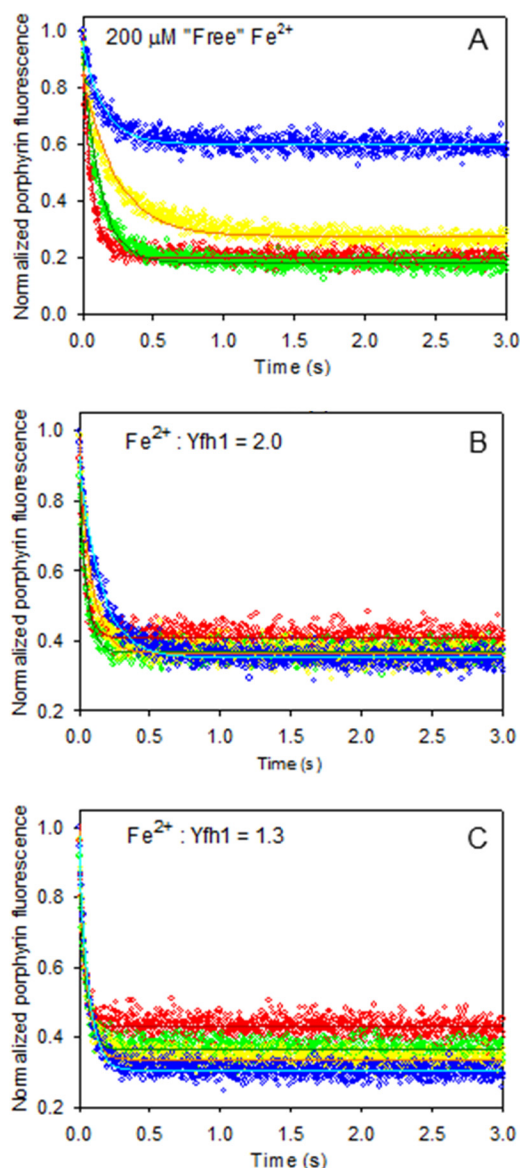 200 µM "Free" Fe²⁺
A
Normalized porphyrin fluorescence
1.0
0.8
0.6
0.4
0.2
0.0
0.0 0.5 1.0 1.5 2.0 2.5 3.0
Time (s)
Fe²⁺ : Yfh1 = 2.0
B
Normalized porphyrin fluorescence
1.0
0.8
0.6
0.4
0.2
0.0 0.5 1.0 1.5 2.0 2.5 3.0
Time (s)
Fe²⁺ : Yfh1 = 1.3
C
Normalized porphyrin fluorescence
1.0
0.8
0.6
0.4
0.2
0.0 0.5 1.0 1.5 2.0 2.5 3.0
Time (s)